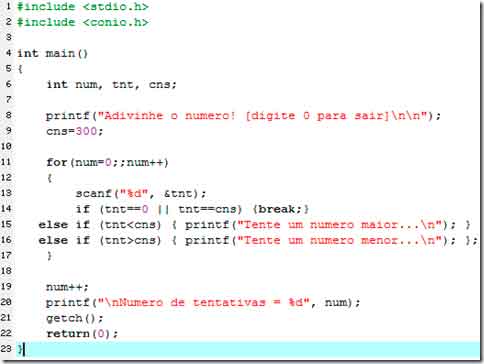 1 #include <stdio.h>
2 #include <conio.h>
3
4 int main()
5 {
6 int num, tnt, cns;
7
8 printf("Adivinhe o numero! [digite 0 para sair]\n\n");
9 cns=300;
10
11 for(num=0;;num++)
12 {
13 scanf("%d", &tnt);
14 if (tnt==0 || tnt==cns) {break;}
15 else if (tnt<cns) { printf("Tente um numero maior...\n"); }
16 else if (tnt>cns) { printf("Tente um numero menor...\n"); };
17 }
18
19 num++;
20 printf("\nNumero de tentativas = %d", num);
21 getch();
22 return(0);
23 }